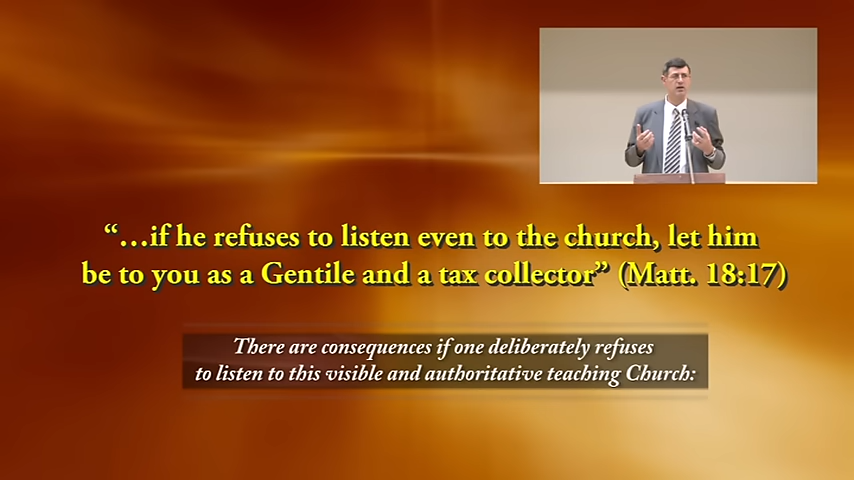 “…if he refuses to listen even to the church, let him
be to you as a Gentile and a tax collector” (Matt. 18:17)
There are consequences if one deliberately refuses
to listen to this visible and authoritative teaching Church: